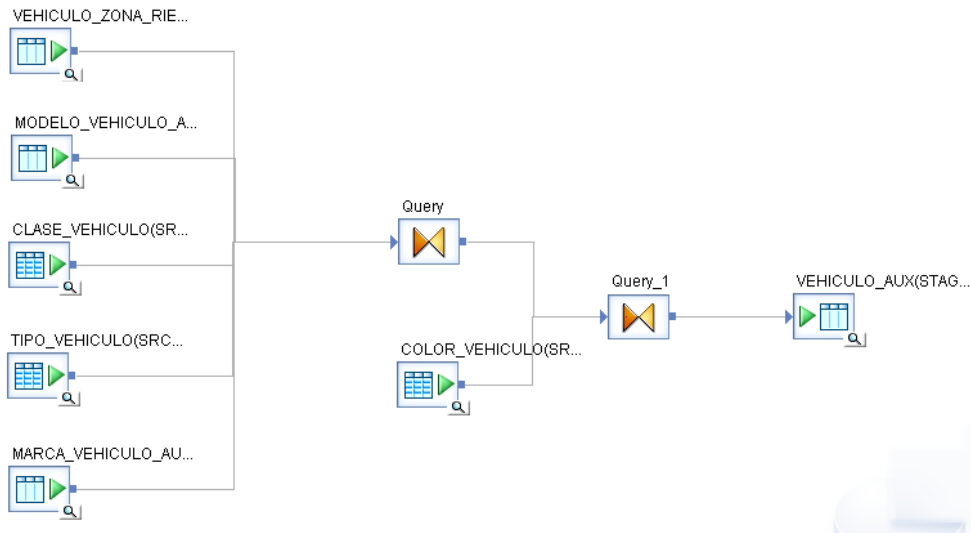 VEHICULO_ZONA_RIE...
MODELO_VEHICULO_A...
CLASE_VEHICULO(SR...
TIPO_VEHICULO(SRC...
MARCA_VEHICULO_AU...
Query
COLOR_VEHICULO(SR...
Query_1
VEHICULO_AUX(STAG...